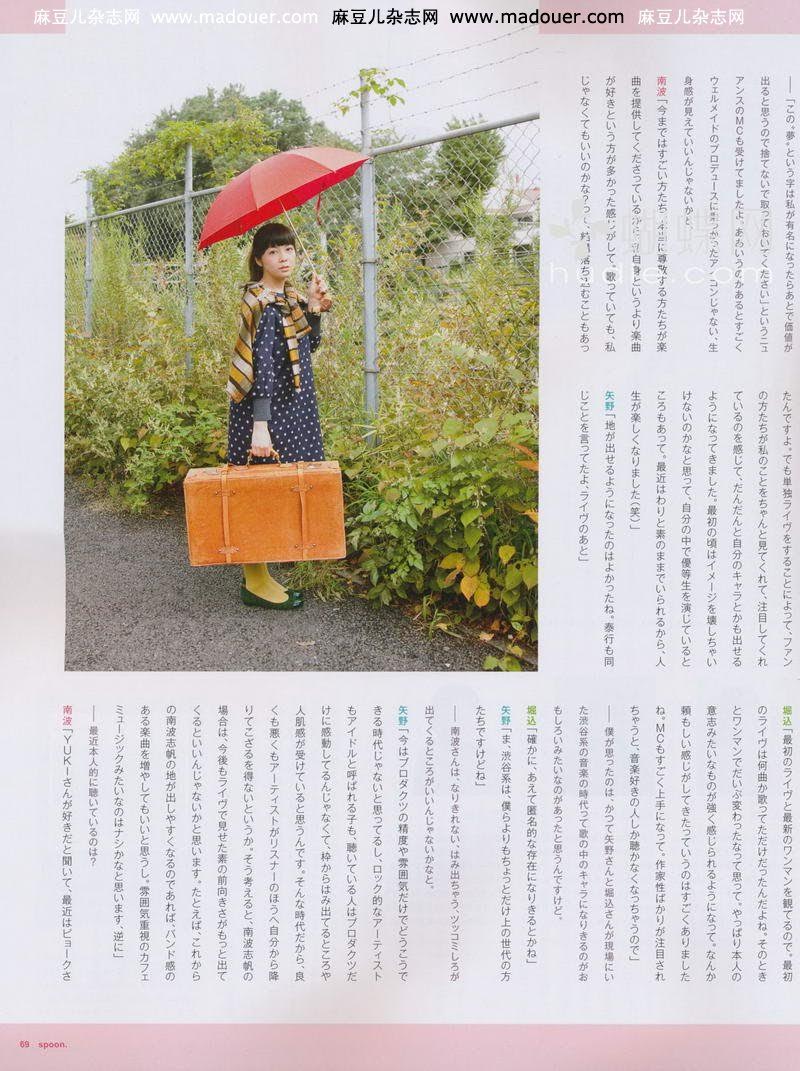 麻豆儿杂志网 www.madouer.com 麻豆儿杂志网 www.madouer.com 麻豆儿杂志网
――「この〝夢〟という字は私が有名になったらあとで価値が
出ると思うので捨てないで取っておいてください」というニュ
アンスのMCも受けてましたよ。ああいうのがあるとすごく
ウェルメイドのプロデュースに
アイコンじゃない、生
身感が見えていいんじゃないか
南波「今まではすごい方たち、
に尊敬する方たちが楽
曲を提供してくださっているから、
自身というより楽曲
が好きという方が多かった感じがして。歌っていても、私
じゃなくてもいいのかな?
落ち込むこともあっ
たんですよ。でも単独ライヴをすることによって、ファン
の方たちが私のことをちゃんと見てくれて、注目してくれ
ているのを感じて、だんだんと自分のキャラとかも出せる
ようになってきました。最初の頃はイメージを壊しちゃい
けないのかなと思って、自分の中で優等生を演じていると
ころもあって。最近はわりと素のままでいられるから、人
生が楽しくなりました(笑)」
矢野「地が出せるようになったのはよかったね。泰行も同
じことを言ってたよ、ライヴのあと」
堀込「最初のライヴと最新のワンマンを観てるので。最初
のライヴは何曲か歌ってただけだったんだよね。そのとき
とワンマンでだいぶ変わったなって思って。やっぱり本人の
意志みたいなものが強く感じられるようになって。なんか
頼もしい感じがしてきたっていうのはすごくありました
ね。MCもすごく上手になって。作家性ばかりが注目され
ちゃうと、音楽好きの人しか聴かなくなっちゃうので」
――僕が思ったのは、かつて矢野さんと堀込さんが現場にい
た渋谷系の音楽の時代って歌の中のキャラになりきるのがお
もしろいみたいなのがあったと思うんですけど。
堀込「確かに、あえて匿名的な存在になりきるとかね」
矢野「ま、渋谷系は、僕らよりもちょっとだけ上の世代の方
たちですけどね」
――南波さんは、なりきれない、はみ出ちゃう、ツッコミしろが
出てくるところがいいんじゃないかなと。
矢野「今はプロダクツの精度や雰囲気だけでどうこうで
きる時代じゃないと思ってるし、ロック的なアーティスト
もアイドルと呼ばれる子も、聴いている人はプロダクツだ
けに感動してるんじゃなくて、枠からはみ出てるところや
人肌感が受けていると思うんです。そんな時代だから、良
くも悪くもアーティストがリスナーのほうへ自分から降
りてこざるを得ないというか。そう考えると、南波志帆の
場合は、今後もライヴで見せた素の前向きさがもっと出て
くるといいんじゃないかと思います。たとえば、これから
の南波志帆の地が出しやすくなるのであれば、バンド感の
ある楽曲を増やしてもいいと思うし。雰囲気重視のカフェ
ミュージックみたいなのはナシかなと思います、逆に」
――最近本人的に聴いているのは?
南波「YUKIさんが好きだと聞いて、最近はビョークさ
69 spoon.